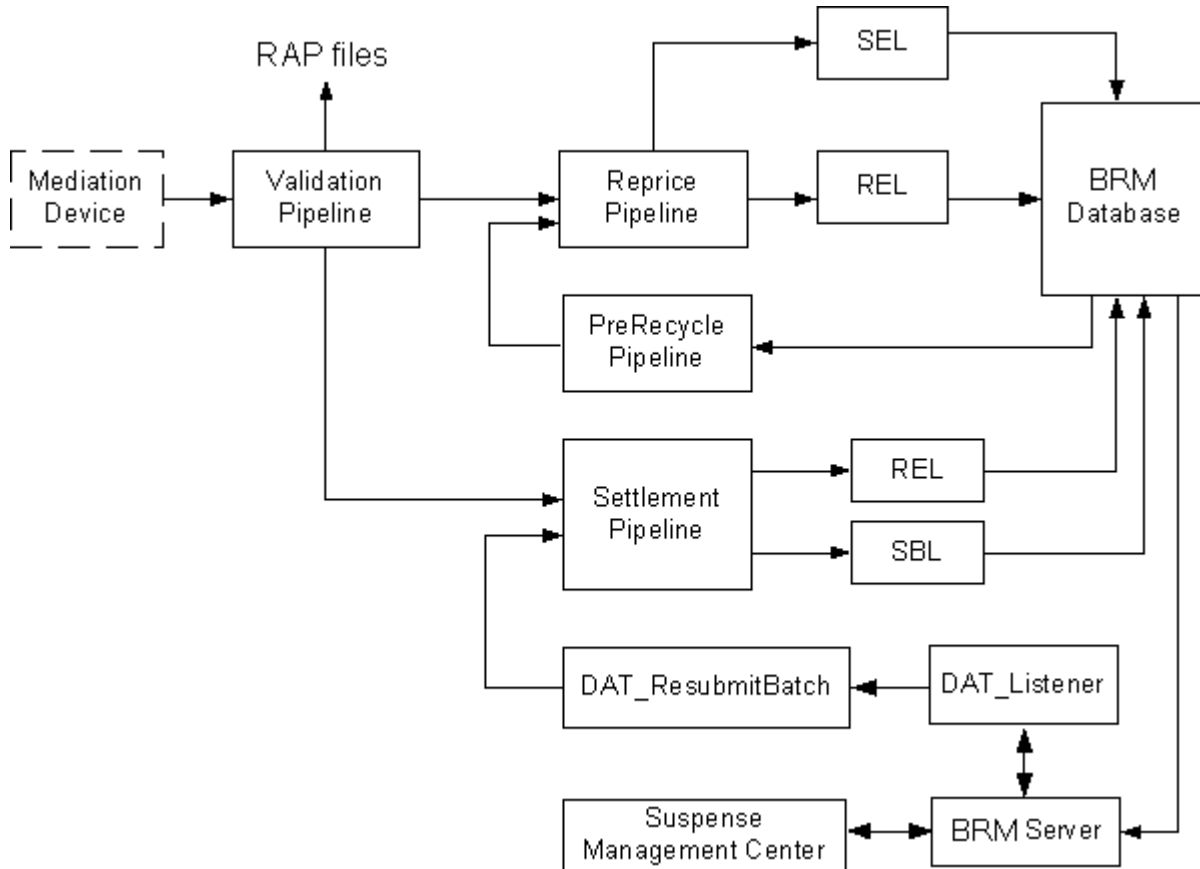 SEL
RAP files
Mediation
Device
Validation
Pipeline
Reprice
Pipeline
REL
BRM
Database
PreRecycle
Pipeline
Settlement
Pipeline
REL
SBL
DAT_ResubmitBatch
DAT_Listener
Suspense
Management Center
BRM Server